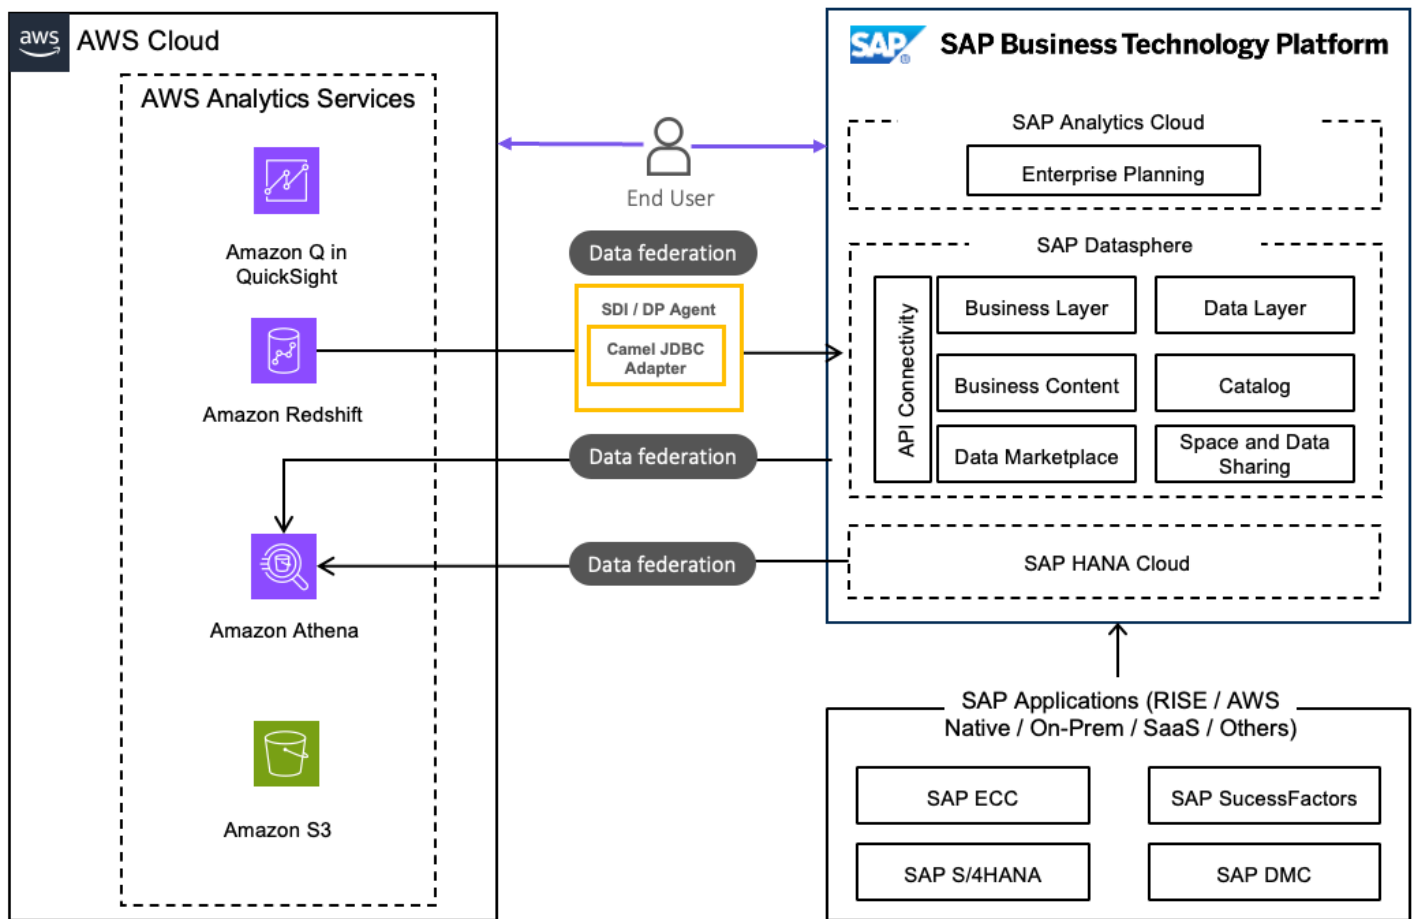 aws
AWS Cloud
AWS Analytics Services
Amazon Q in
QuickSight
Amazon Redshift
Amazon Athena
Amazon S3
End User
Data federation
SDI / DP Agent
Camel JDBC
Adapter
Data federation
Data federation
SAP
®
SAP Business Technology Platform
SAP Analytics Cloud
Enterprise Planning
SAP Datasphere
API Connectivity
Business Layer
Data Layer
Business Content
Catalog
Data Marketplace
Space and Data
Sharing
SAP HANA Cloud
SAP Applications (RISE / AWS
Native / On-Prem / SaaS / Others)
SAP ECC
SAP SucessFactors
SAP S/4HANA
SAP DMC